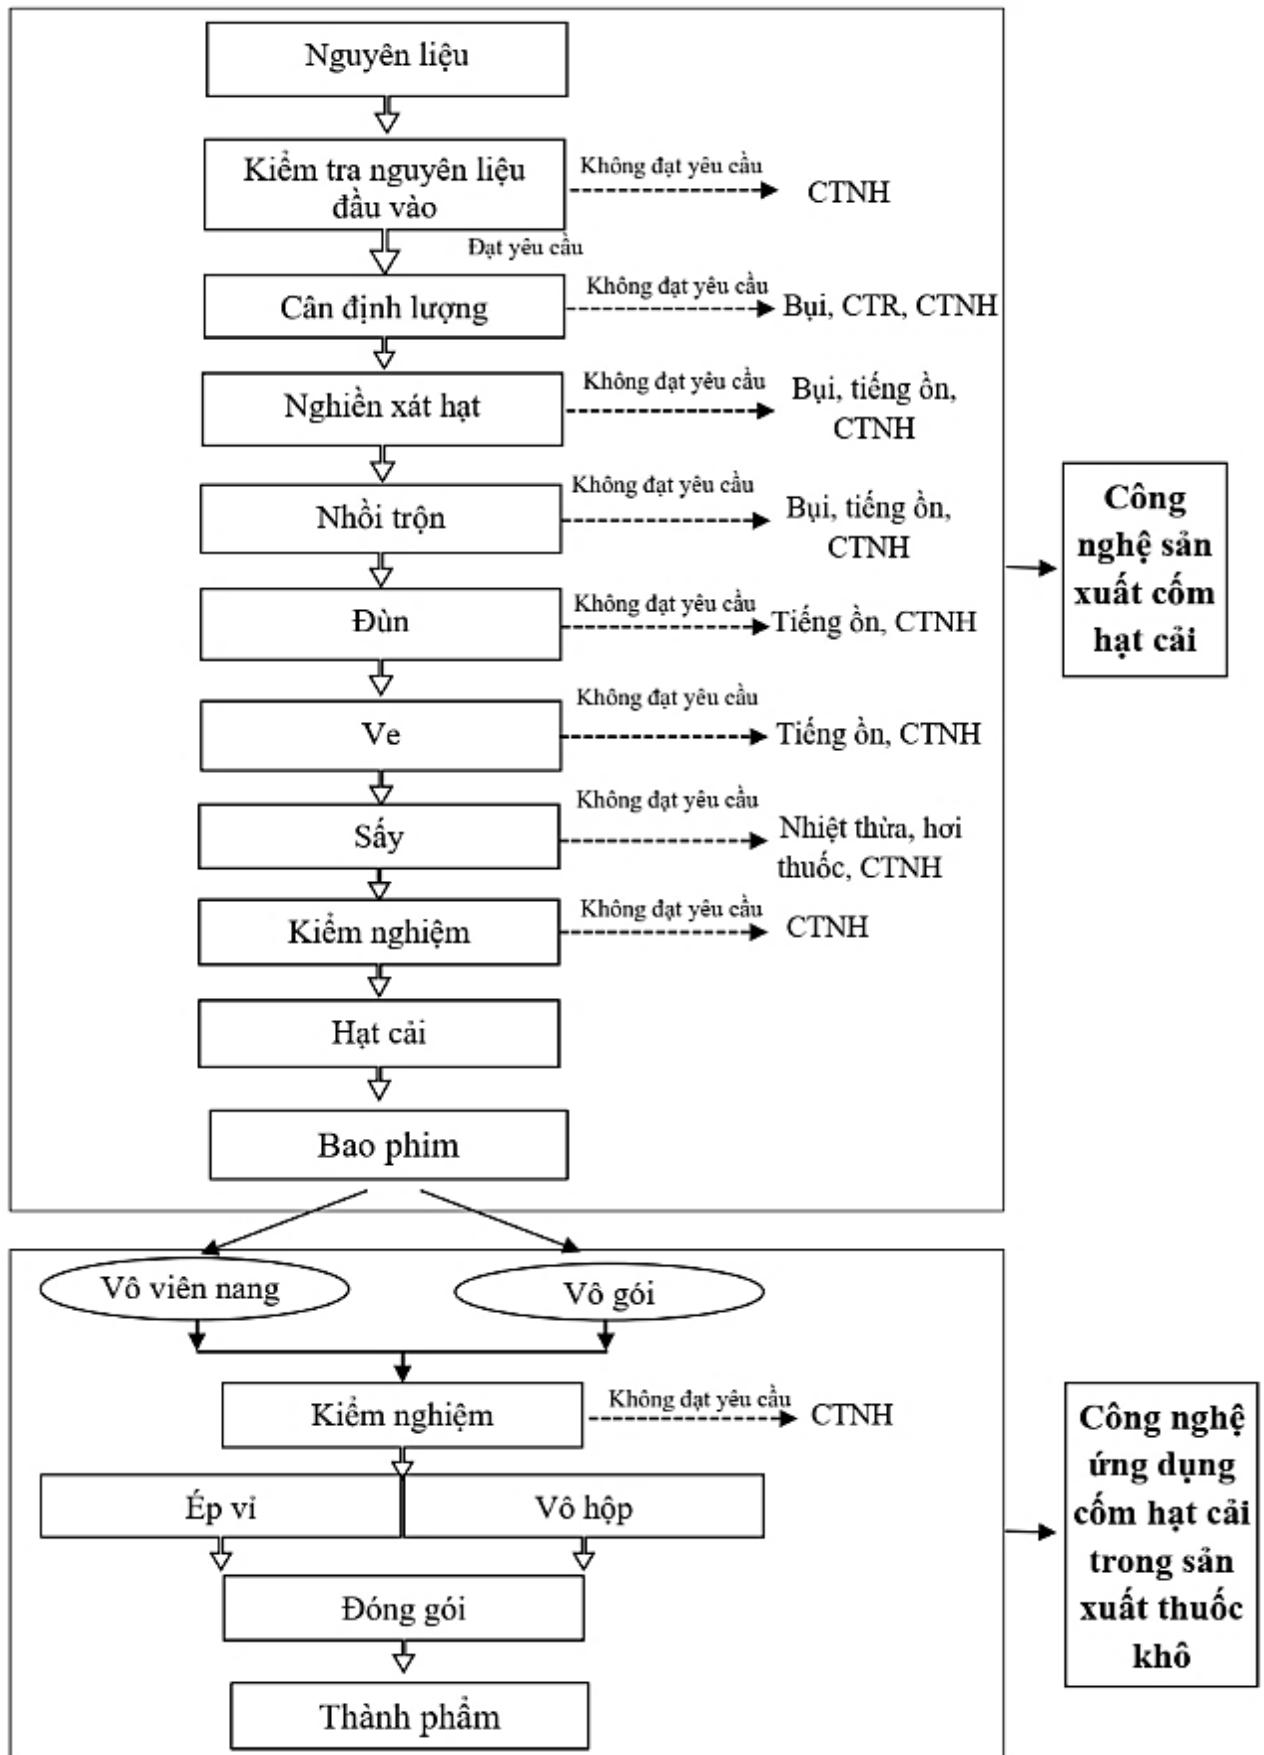 Nguyên liệu
Kiểm tra nguyên liệu
đầu vào
Không đạt yêu cầu
CTNH
Đạt yêu cầu
Cân định lượng
Không đạt yêu cầu
Bụi, CTR, CTNH
Nghiền xát hạt
Không đạt yêu cầu
Bụi, tiếng ồn,
CTNH
Nhồi trộn
Không đạt yêu cầu
Bụi, tiếng ồn,
CTNH
Đùn
Không đạt yêu cầu
Tiếng ồn, CTNH
Ve
Không đạt yêu cầu
Tiếng ồn, CTNH
Sấy
Không đạt yêu cầu
Nhiệt thừa, hơi
thuốc, CTNH
Kiểm nghiệm
Không đạt yêu cầu
CTNH
Hạt cải
Bao phim
Công
nghệ sản
xuất cốm
hạt cải
Vô viên nang
Vô gói
Kiểm nghiệm
Không đạt yêu cầu
CTNH
Ép vỉ
Vô hộp
Đóng gói
Thành phẩm
Công nghệ
ứng dụng
cốm hạt cải
trong sản
xuất thuốc
khô